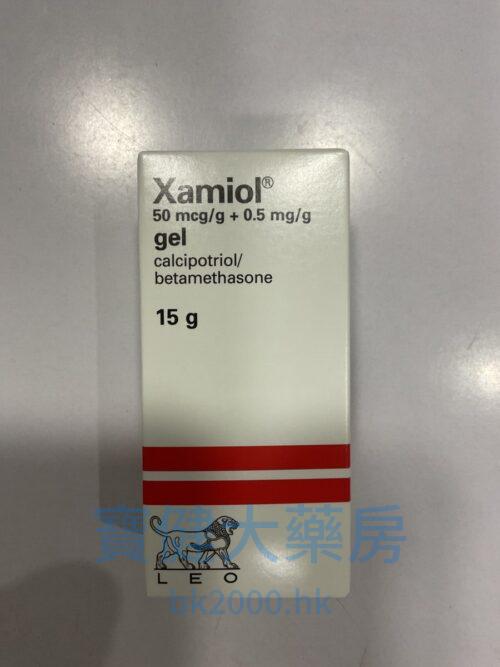 Xamiol®
50 mcg/g + 0.5 mg/g
gel
calcipotriol/
betamethasone
15 g
寶健大藥房
LEO
bk2000.hk